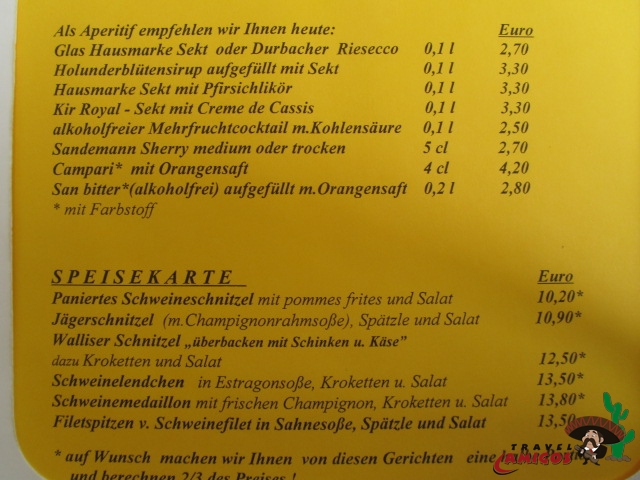 Als Aperitif empfehlen wir Ihnen heute: Euro
Glas Hausmarke Sekt oder Durbacher Riesecco 0,1 l 2,70
Holunderblütensirup aufgefüllt mit Sekt 0,1 l 3,30
Hausmarke Sekt mit Pfirsichlikör 0,1 l 3,30
Kir Royal - Sekt mit Creme de Cassis 0,1 l 3,30
alkoholfreier Mehrfruchtcocktail m.Kohlensäure 0,1 l 2,50
Sandemann Sherry medium oder trocken 5 cl 2,70
Campari* mit Orangensaft 4 cl 4,20
San bitter*(alkoholfrei) aufgefüllt m.Orangensaft 0,2 l 2,80
* mit Farbstoff
SPEISEKARTE Euro
Paniertes Schweineschnitzel mit pommes frites und Salat 10,20*
Jägerschnitzel (m.Champignonrahmsoße), Spätzle und Salat 10,90*
Walliser Schnitzel „überbacken mit Schinken u. Käse"
dazu Kroketten und Salat 12,50*
Schweinelendchen in Estragonsoße, Kroketten u. Salat 13,50*
Schweinemedaillon mit frischen Champignon, Kroketten u. Salat 13,80*
Filetspitzen v. Schweinefilet in Sahnesoße, Spätzle und Salat 13,50
* auf Wunsch machen wir Ihnen von diesen Gerichten eine
und berechnen 2/3 des Preises !
TRAVEL
AMIGOS